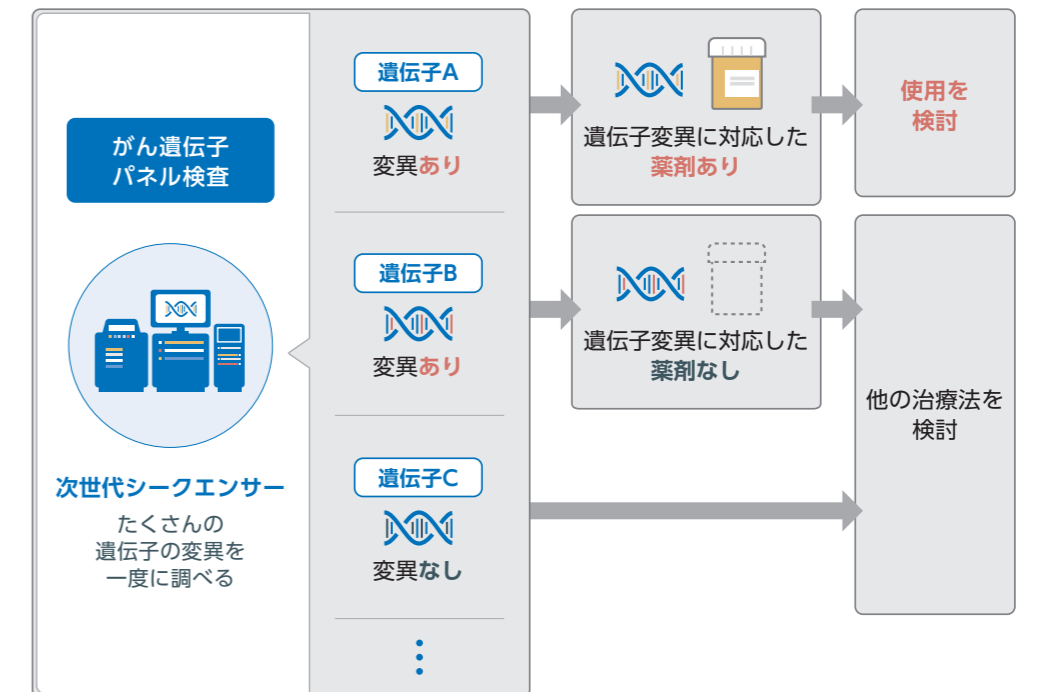 がん遺伝子
パネル検査
次世代シークエンサー
たくさんの
遺伝子の変異を
一度に調べる
遺伝子A
変異あり
遺伝子変異に対応した
薬剤あり
使用を
検討
遺伝子B
変異あり
遺伝子変異に対応した
薬剤なし
他の治療法を
検討
遺伝子C
変異なし